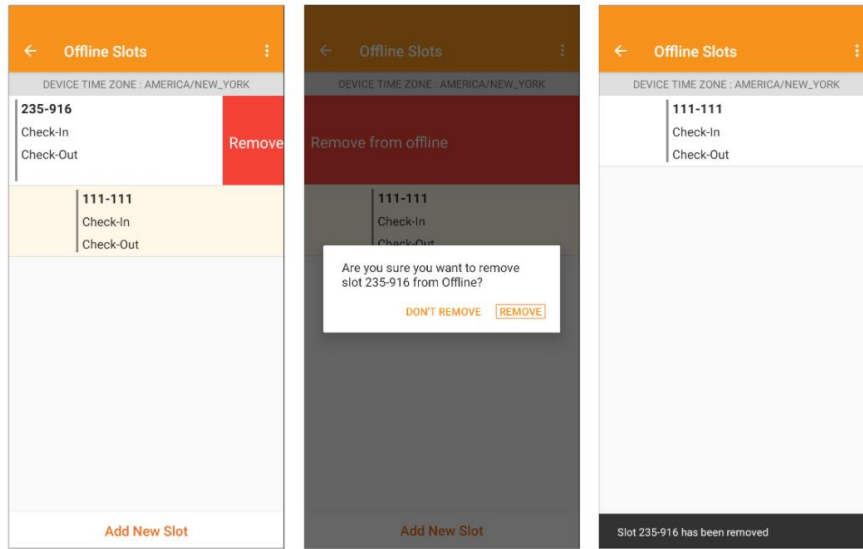 Offline Slots
DEVICE TIME ZONE : AMERICA/NEW_YORK
235-916
Check-In
Check-Out
Remove
111-111
Check-In
Check-Out
Add New Slot
Offline Slots
DEVICE TIME ZONE : AMERICA/NEW_YORK
Remove from offline
111-111
Check-In
Check-Out
Are you sure you want to remove
slot 235-916 from Offline?
DON'T REMOVE REMOVE
Add New Slot
Offline Slots
DEVICE TIME ZONE : AMERICA/NEW_YORK
111-111
Check-In
Check-Out
Slot 235-916 has been removed